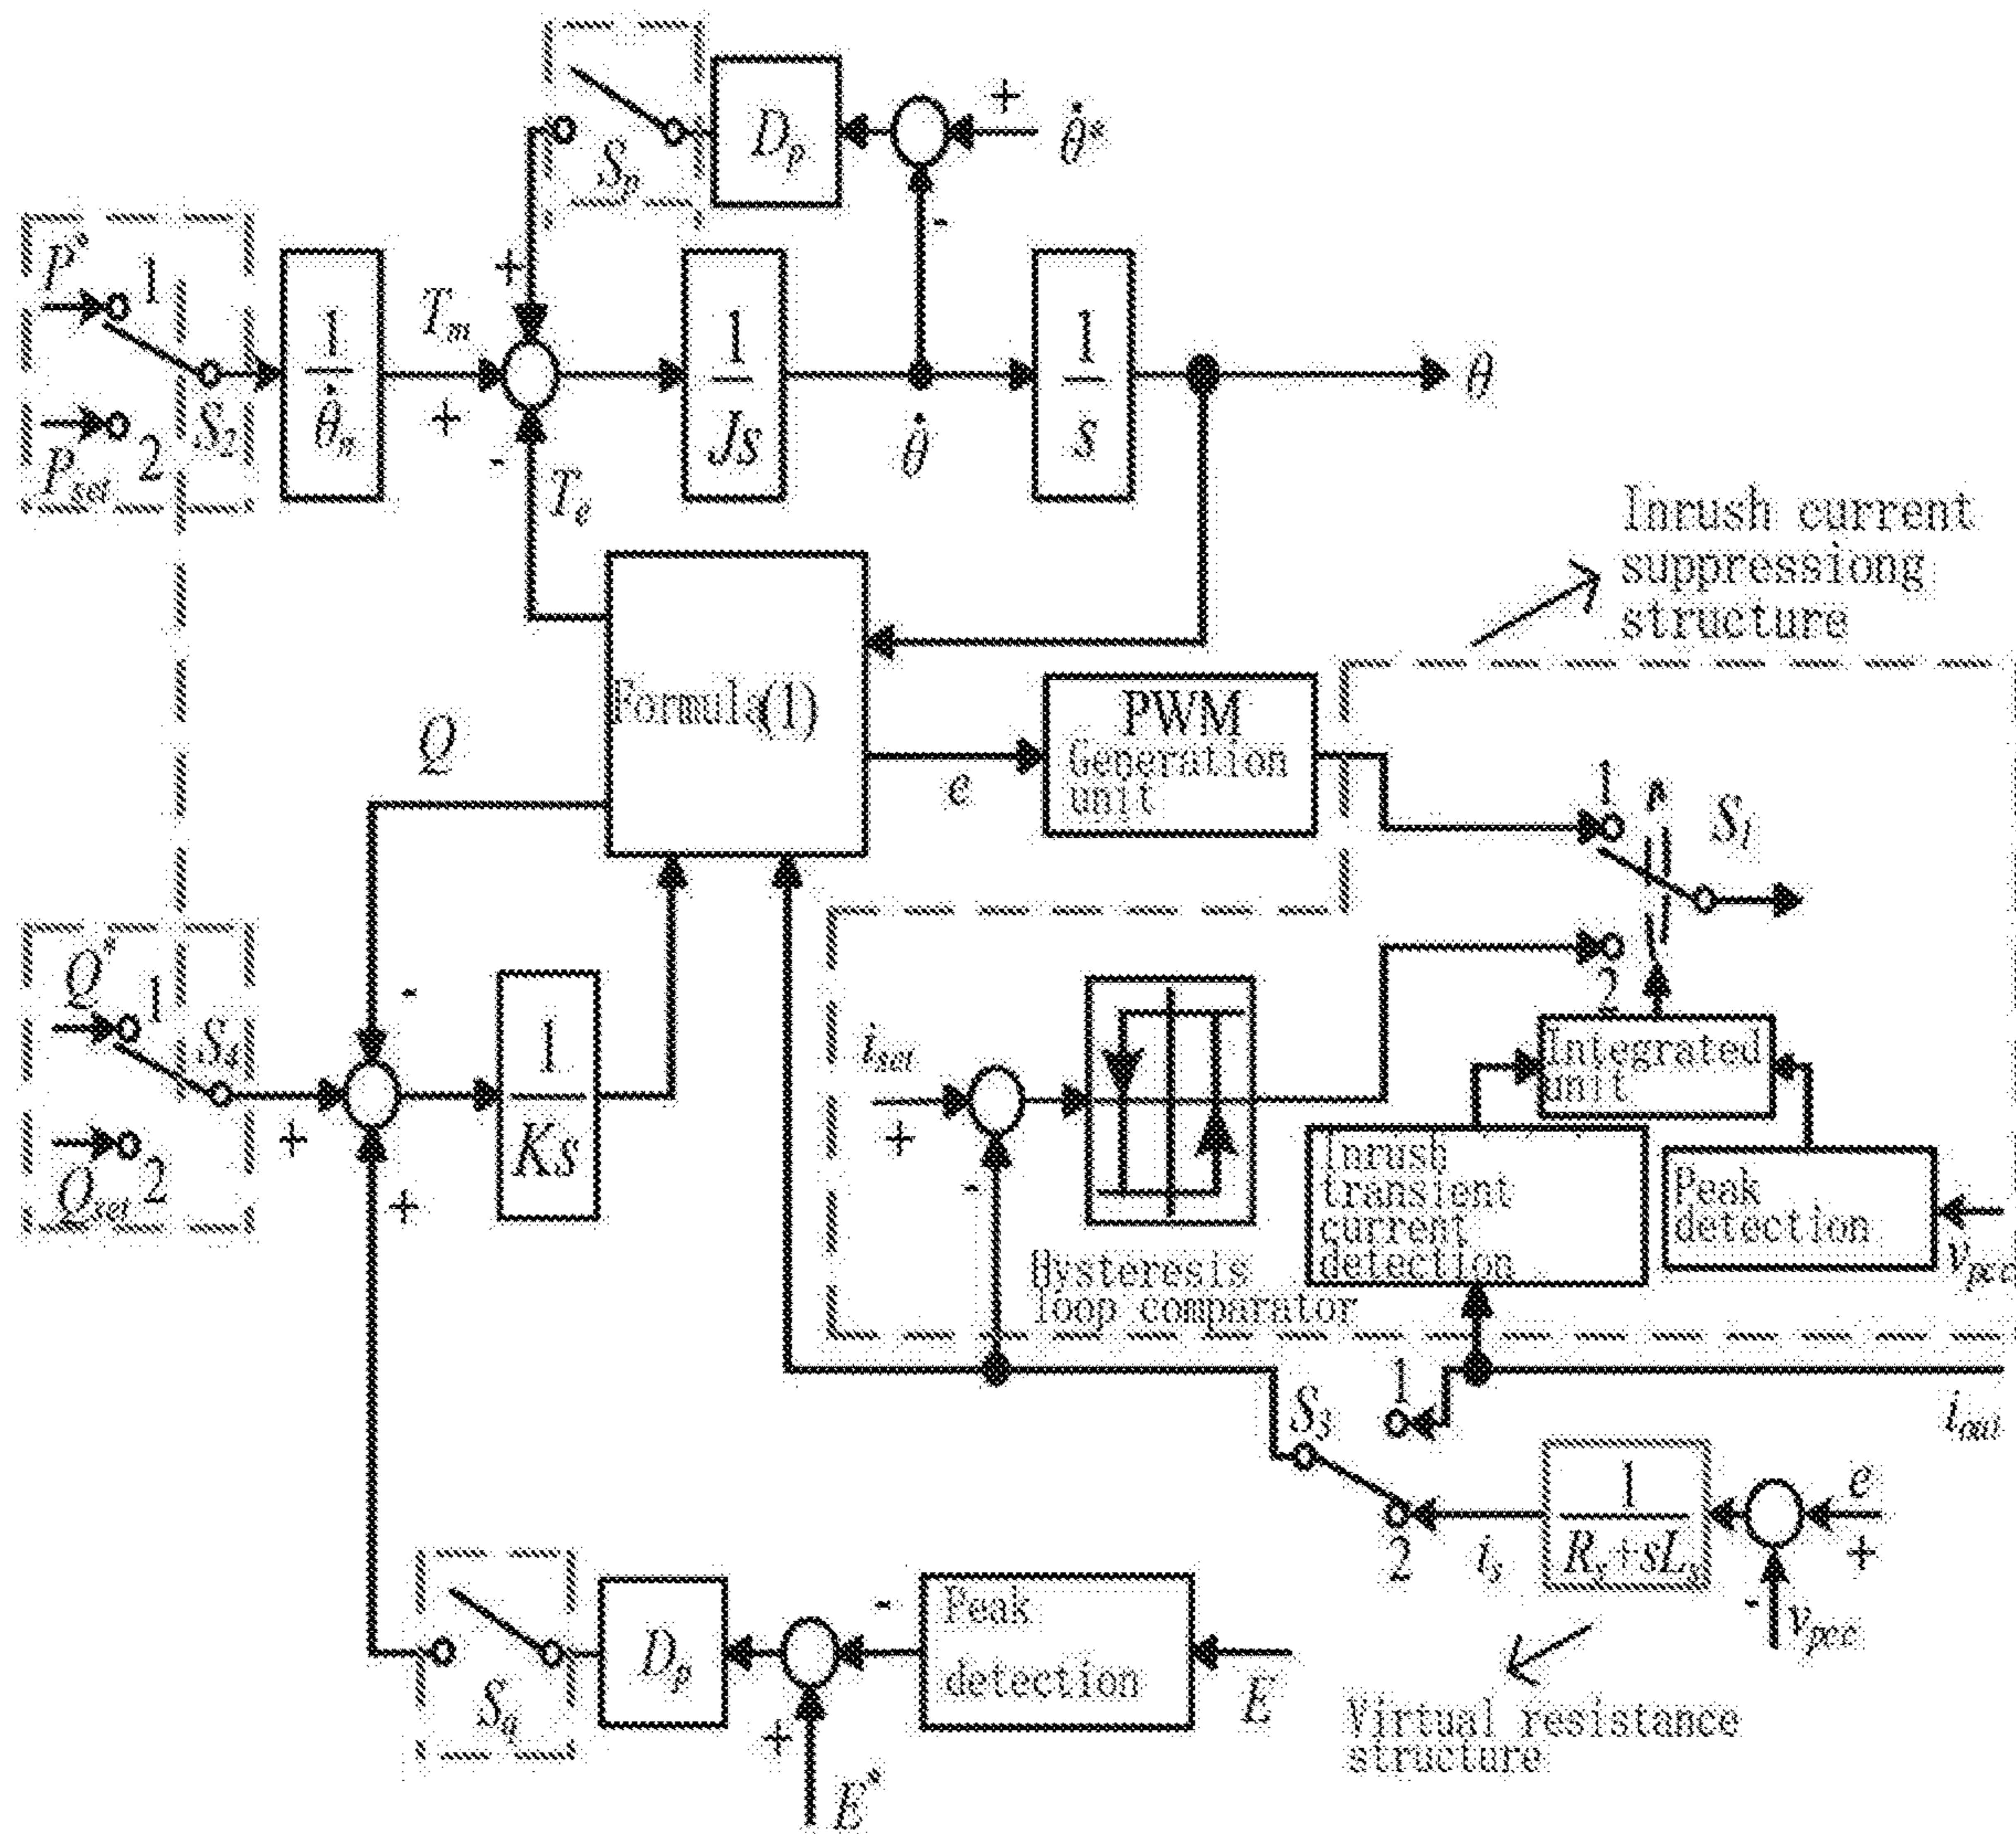 +
θ̇*
S_p
D_p
-
P*
1
S_2
2
P_set
1
θ̇_n
T_m
+
+
-
T_e
1
Js
θ̇
1
s
θ
Inrush current
suppressiong
structure
Formula(1)
Q
e
PWM
Generation
unit
1
S_1
2
Q*
1
S_4
2
Q_set
-
+
+
1
Ks
i_set
+
-
Hysteresis
loop comparator
Integrated
unit
Inrush
transient
current
detection
Peak
detection
v_pcc
i_out
1
S_3
2
i_s
1
R_s+sL_s
e
+
-
v_pcc
Virtual resistance
structure
S_q
D_p
-
+
E*
Peak
detection
E